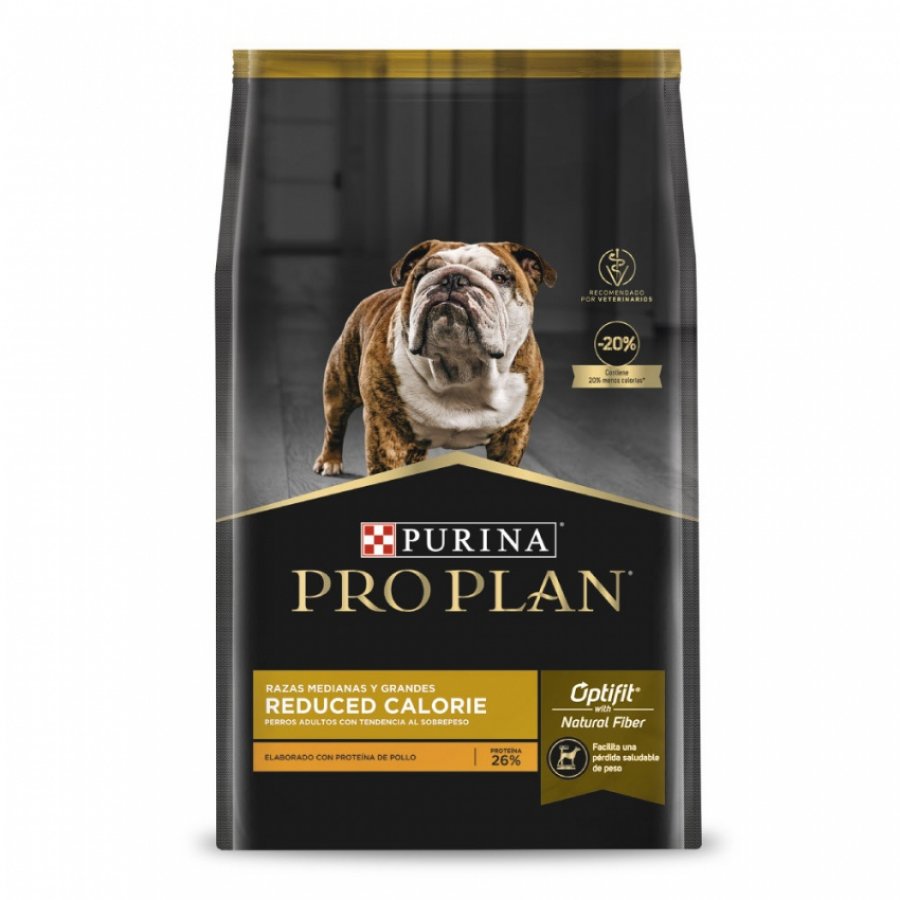 RECOMENDADO
POR VETERINARIOS
-20%
Contiene
20% menos calorías*
PURINA®
PRO PLAN®
RAZAS MEDIANAS Y GRANDES
REDUCED CALORIE
PERROS ADULTOS CON TENDENCIA AL SOBREPESO
ELABORADO CON PROTEÍNA DE POLLO
PROTEÍNA
26%
Optifit®
with
Natural Fiber
Facilita una
pérdida saludable
de peso